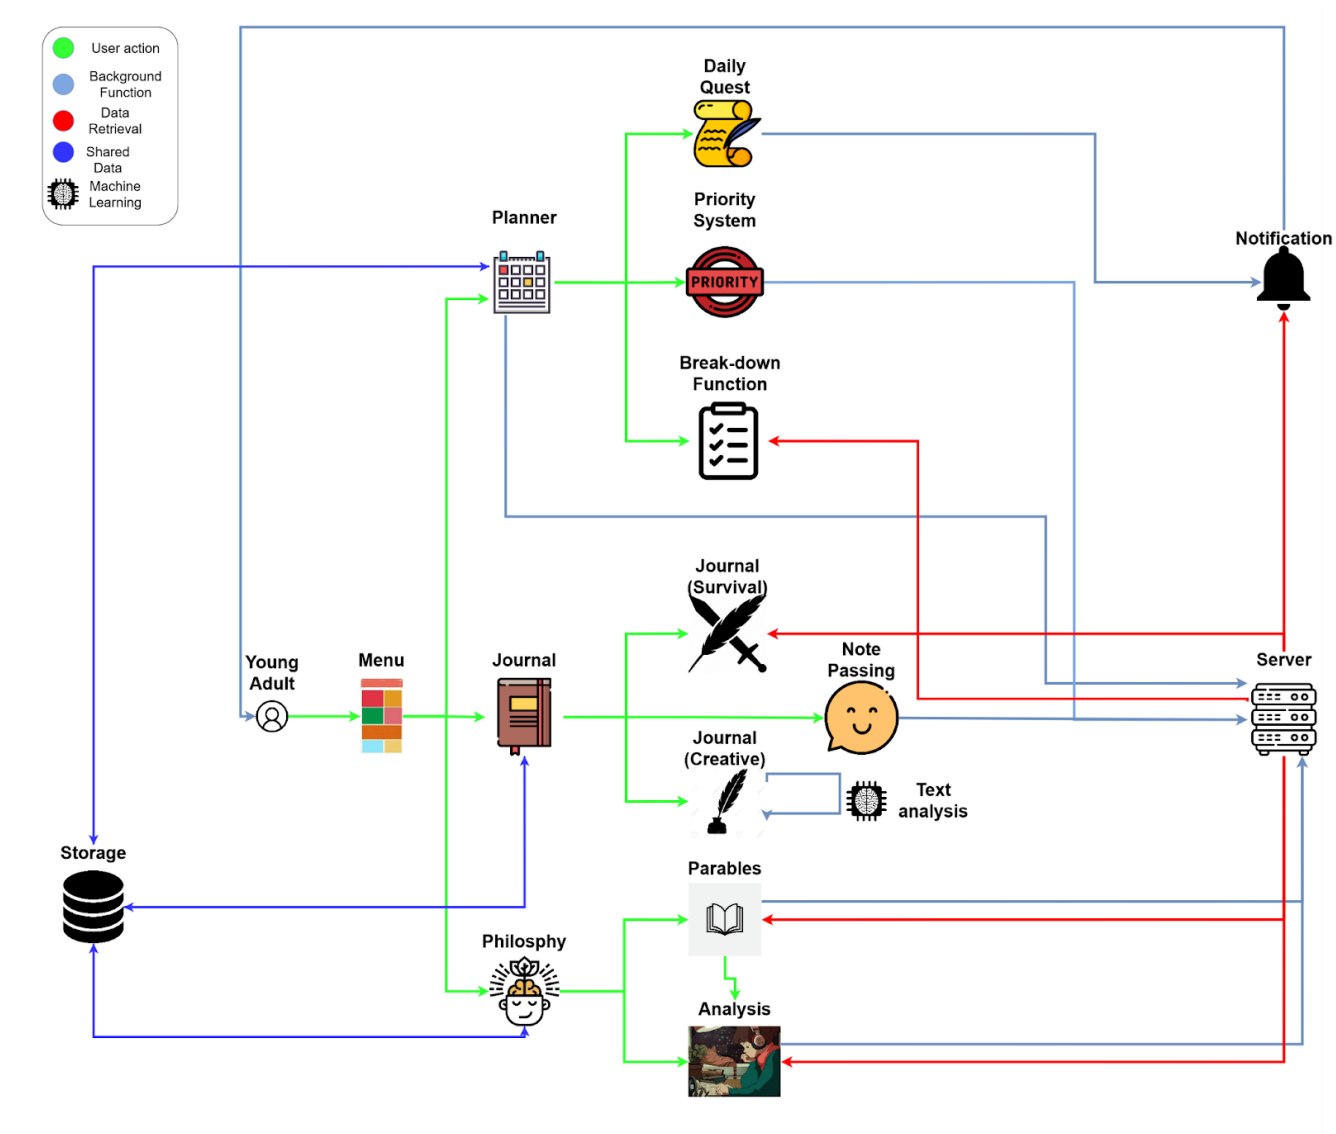 User action
Background
Function
Data
Retrieval
Shared
Data
Machine
Learning
Daily
Quest
Priority
System
PRIORITY
Planner
Notification
Break-down
Function
Journal
(Survival)
Note
Passing
Server
Young
Adult
Menu
Journal
Journal
(Creative)
Text
analysis
Storage
Parables
Philosphy
Analysis